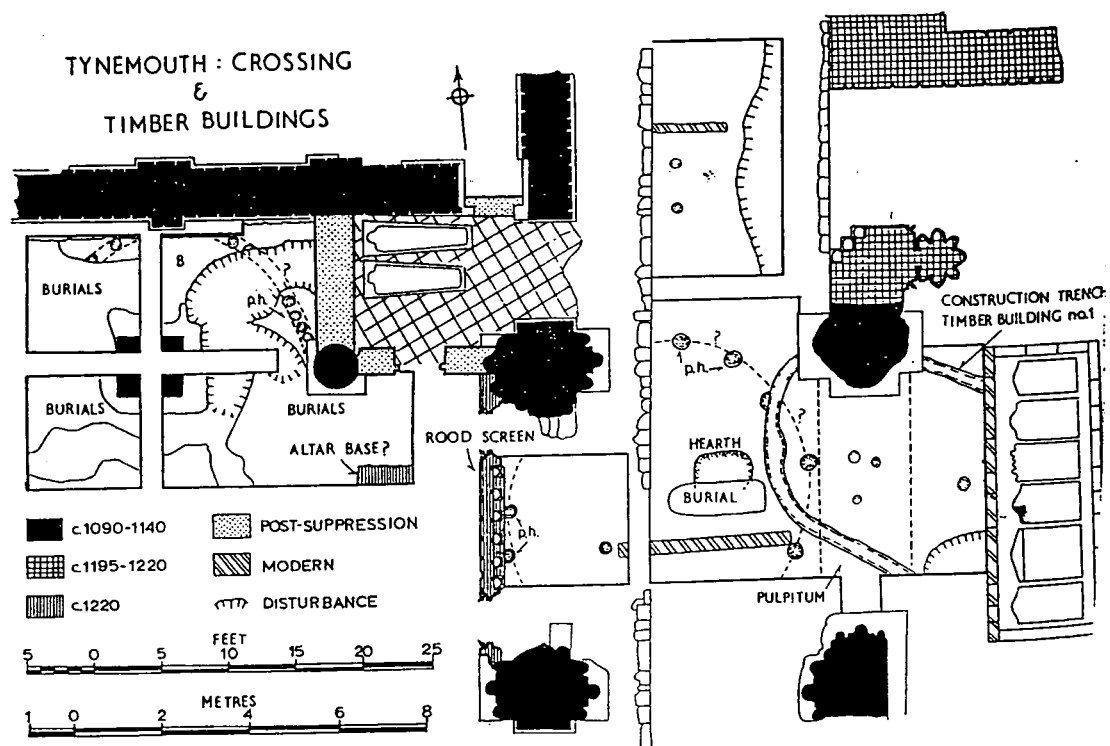 TYNEMOUTH : CROSSING
&
TIMBER BUILDINGS
BURIALS
B
?
p.h.
BURIALS
BURIALS
ALTAR BASE?
ROOD SCREEN
p.h.
?
p.h.
?
HEARTH
BURIAL
PULPITUM
CONSTRUCTION TRENCH
TIMBER BUILDING no.1
c.1090-1140
c.1195-1220
c.1220
POST-SUPPRESSION
MODERN
DISTURBANCE
FEET
5 0 5 10 15 20 25
METRES
1 0 2 4 6 8